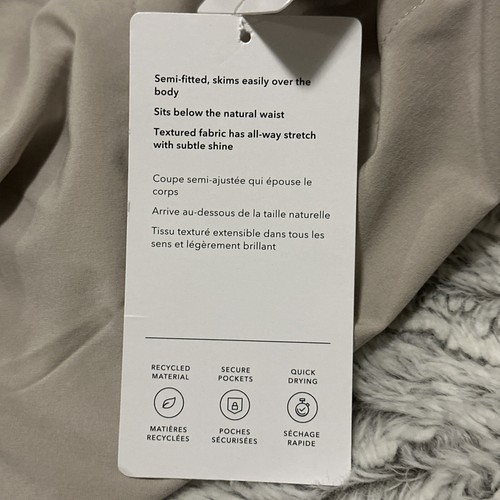 Semi-fitted, skims easily over the
body
Sits below the natural waist
Textured fabric has all-way stretch
with subtle shine
Coupe semi-ajustée qui épouse le
corps
Arrive au-dessous de la taille naturelle
Tissu texturé extensible dans tous les
sens et légèrement brillant
RECYCLED
MATERIAL
MATIÈRES
RECYCLÉES
SECURE
POCKETS
POCHES
SÉCURISÉES
QUICK
DRYING
SÉCHAGE
RAPIDE